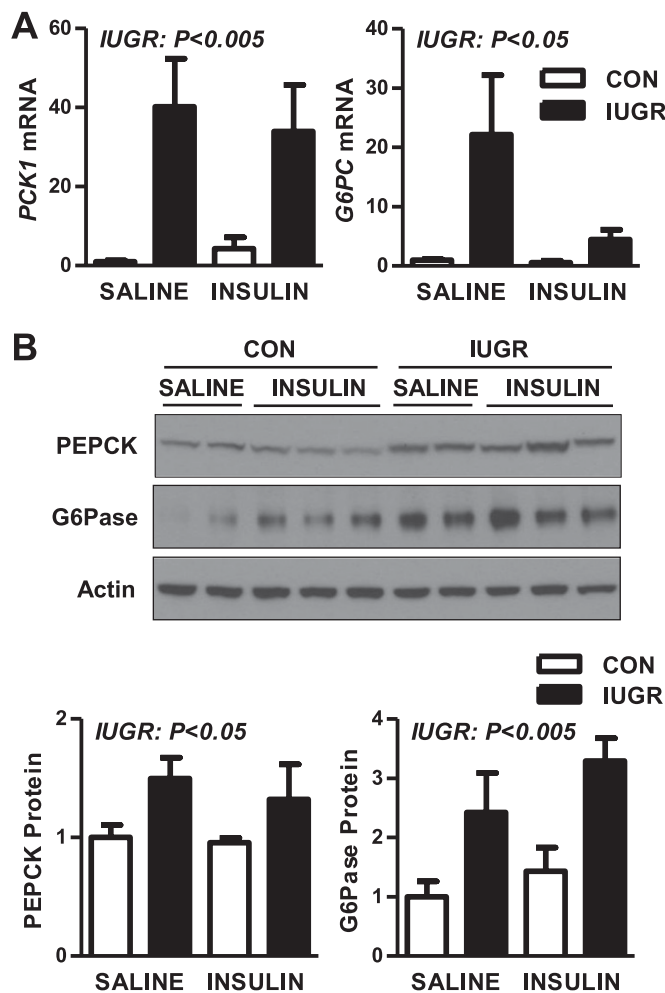 A
IUGR: P<0.005
60
40
20
0
PCK1 mRNA
SALINE INSULIN
IUGR: P<0.05
40
30
20
10
0
G6PC mRNA
CON
IUGR
SALINE INSULIN
B
CON IUGR
SALINE INSULIN SALINE INSULIN
PEPCK
G6Pase
Actin
CON
IUGR
IUGR: P<0.05
2
1
0
PEPCK Protein
SALINE INSULIN
IUGR: P<0.005
4
3
2
1
0
G6Pase Protein
SALINE INSULIN